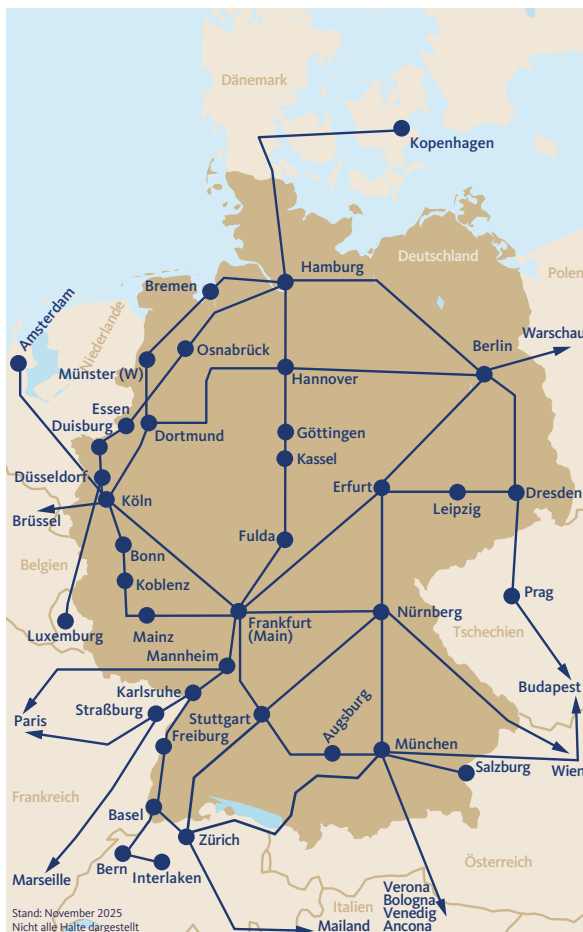 Dänemark
Kopenhagen
Deutschland
Hamburg
Polen
Bremen
Amsterdam
Niederlande
Warschau
Osnabrück
Berlin
Münster (W)
Hannover
Essen
Duisburg
Dortmund
Göttingen
Kassel
Düsseldorf
Köln
Erfurt
Leipzig
Dresden
Brüssel
Fulda
Bonn
Belgien
Koblenz
Prag
Luxemburg
Mainz
Frankfurt
(Main)
Nürnberg
Tschechien
Mannheim
Karlsruhe
Budapest
Straßburg
Paris
Stuttgart
Augsburg
Freiburg
München
Wien
Salzburg
Frankreich
Basel
Zürich
Bern
Interlaken
Marseille
Österreich
Verona
Bologna
Venedig
Ancona
Italien
Mailand
Stand: November 2025
Nicht alle Halte dargestellt